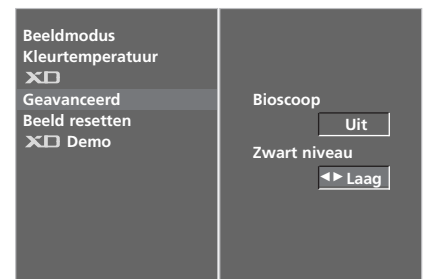 Beeldmodus
Kleurtemperatuur
XD
Geavanceerd
Beeld resetten
XD Demo
Bioscoop
Uit
Zwart niveau
◄► Laag